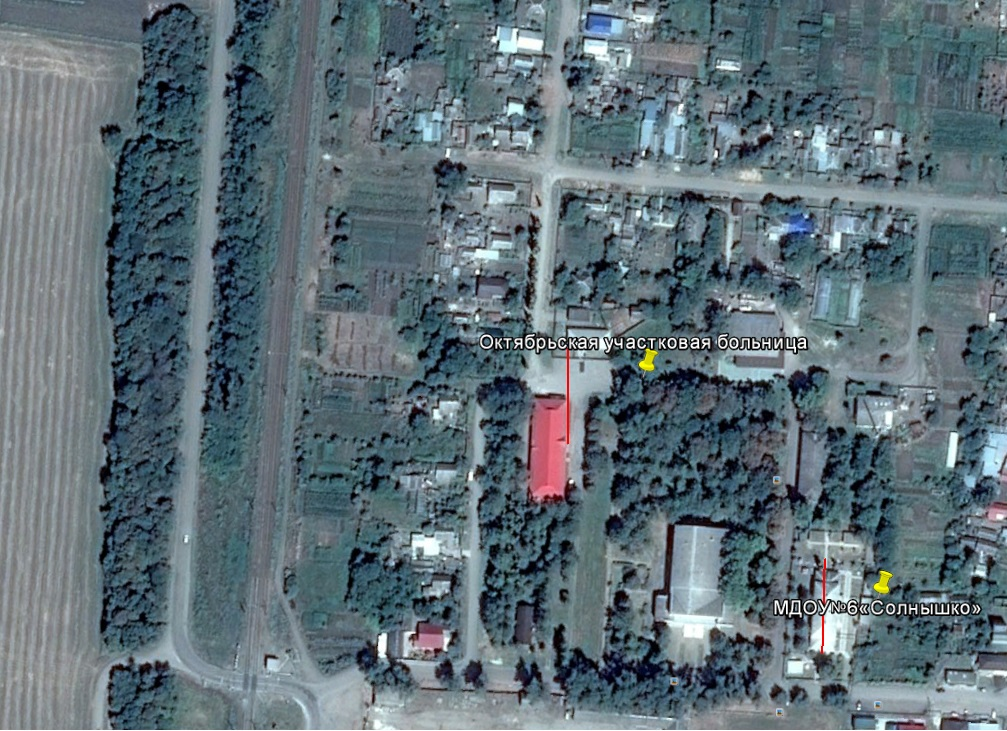 Октябрьская участковая больница
МДОУ№6«Солнышко»